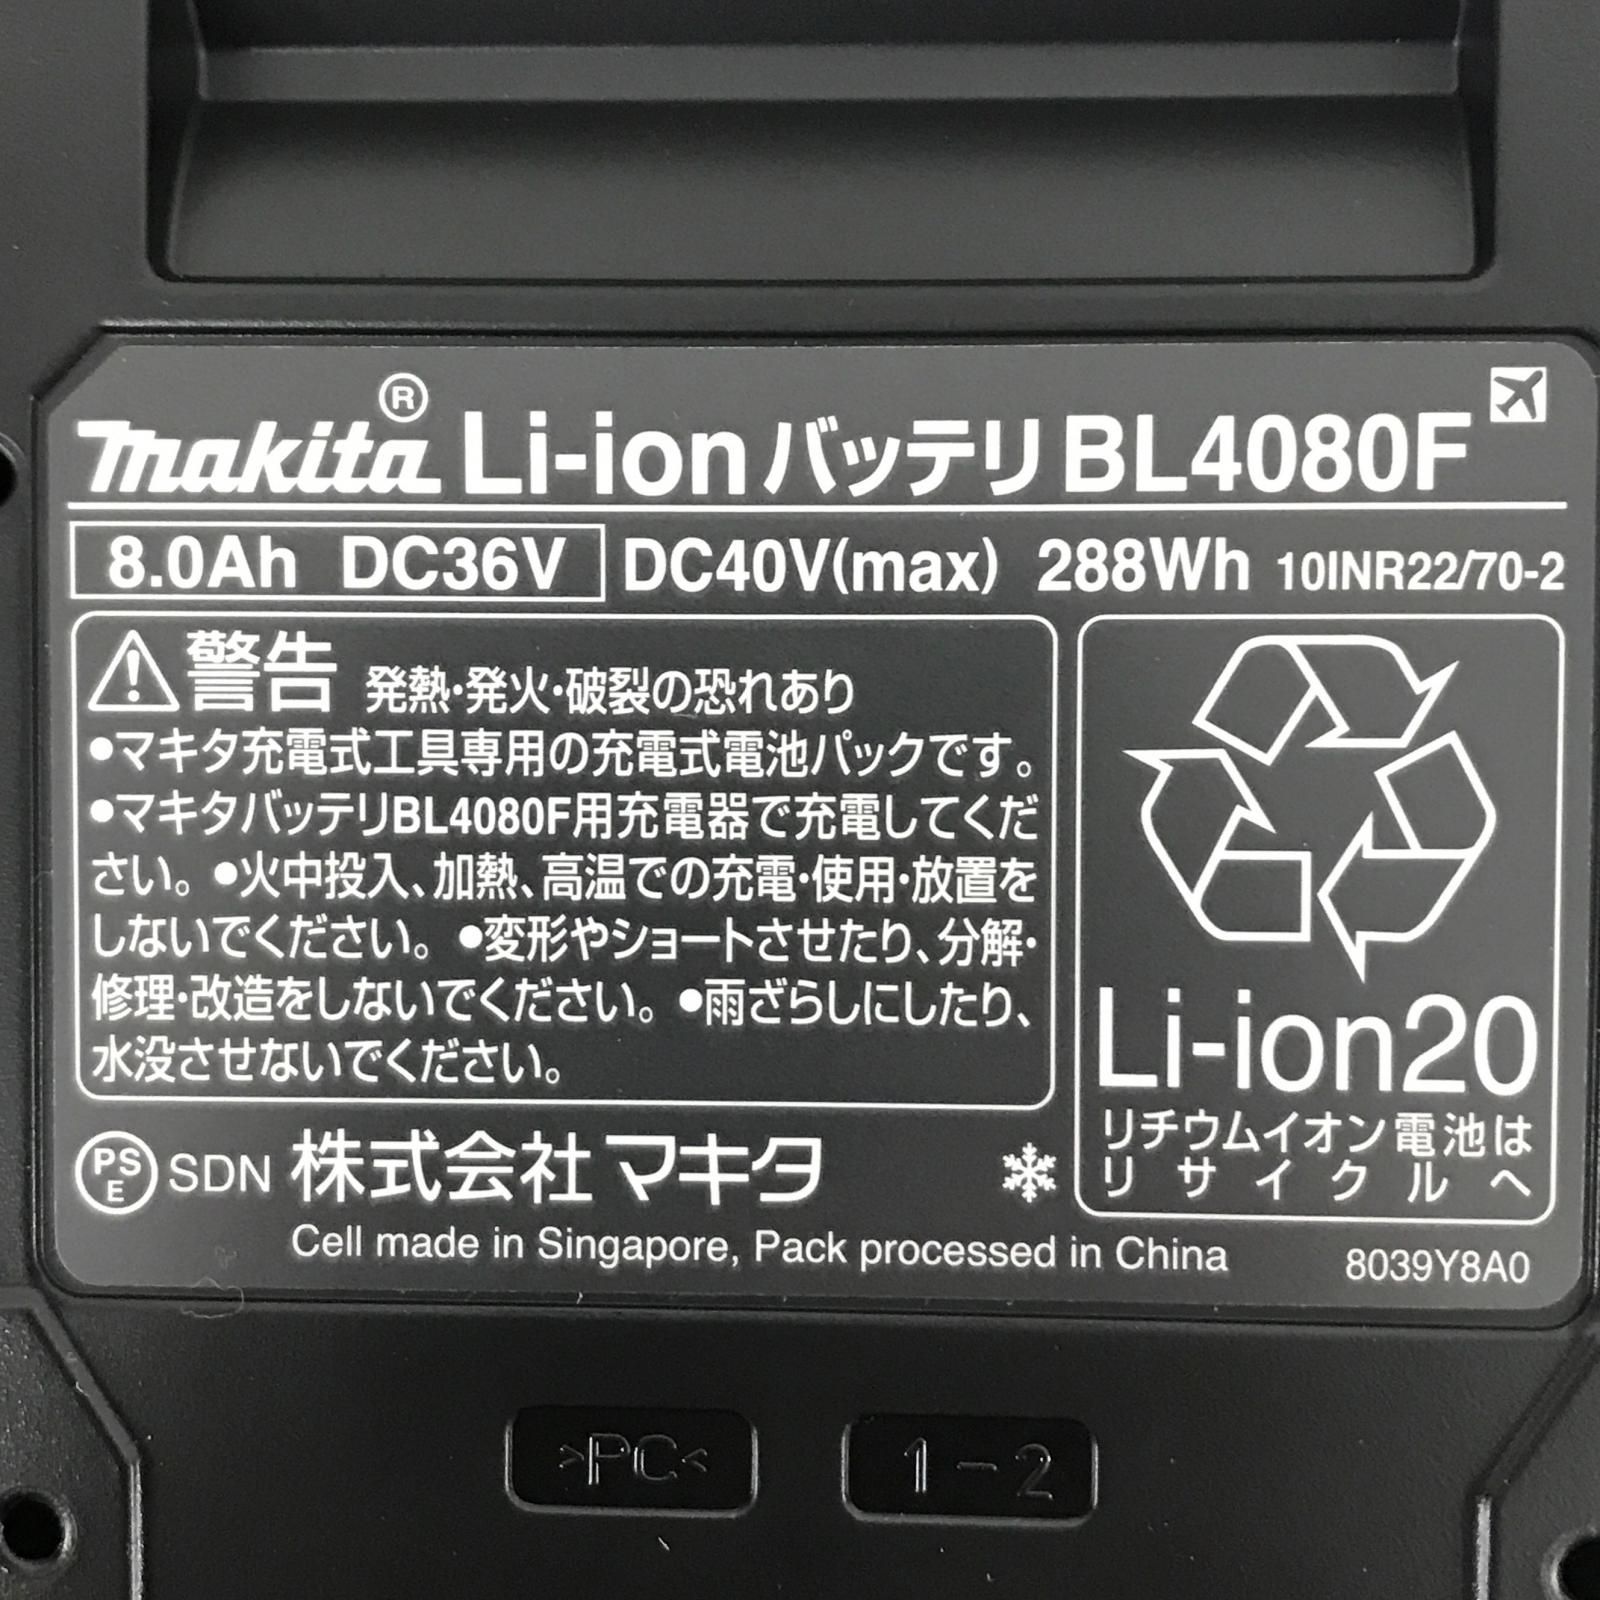 makita® Li-ionバッテリ BL4080F
8.0Ah DC36V DC40V(max) 288Wh 10INR22/70-2
警告 発熱・発火・破裂の恐れあり
●マキタ充電式工具専用の充電式電池パックです。
●マキタバッテリBL4080F用充電器で充電してくだ
さい。●火中投入、加熱、高温での充電・使用・放置を
しないでください。●変形やショートさせたり、分解・
修理・改造をしないでください。●雨ざらしにしたり、
水没させないでください。
Li-ion20
リチウムイオン電池は
リサイクルへ
PS
E
SDN 株式会社マキタ
Cell made in Singapore, Pack processed in China
8039Y8A0
>PC<
1-2